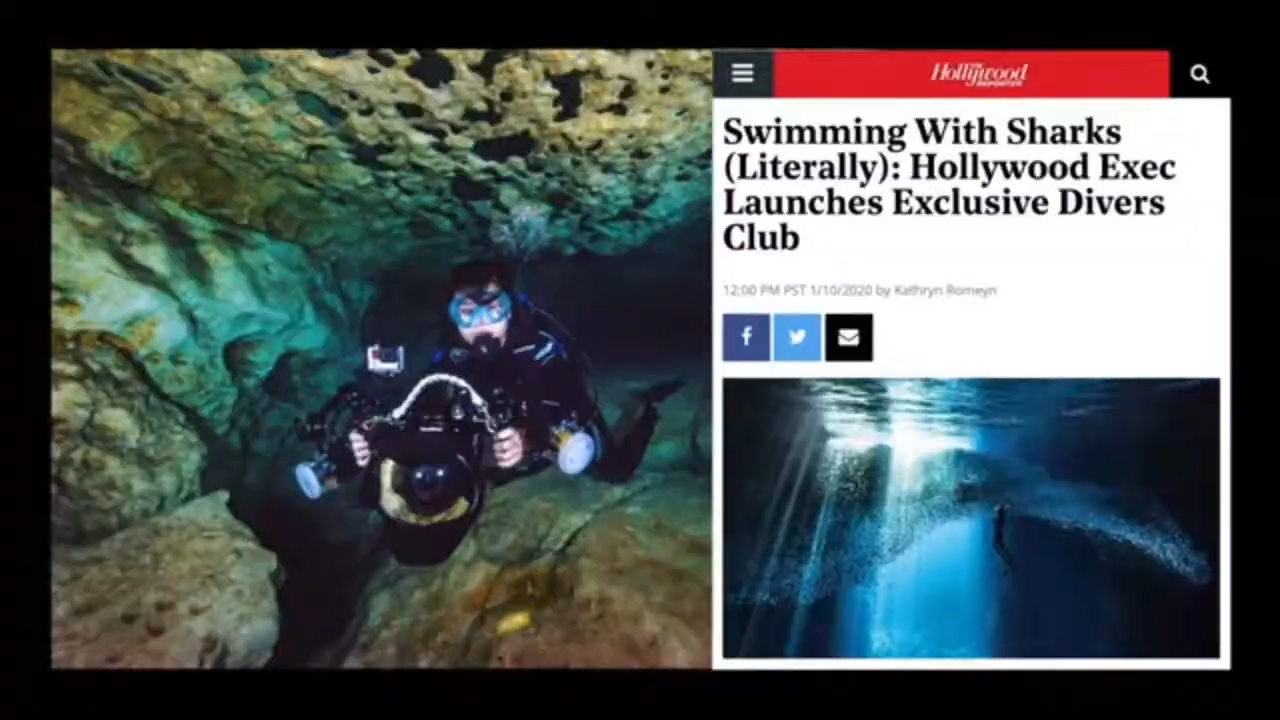 The Hollywood
REPORTER
Swimming With Sharks
(Literally): Hollywood Exec
Launches Exclusive Divers
Club
12:00 PM PST 1/10/2020 by Kathryn Romeyn